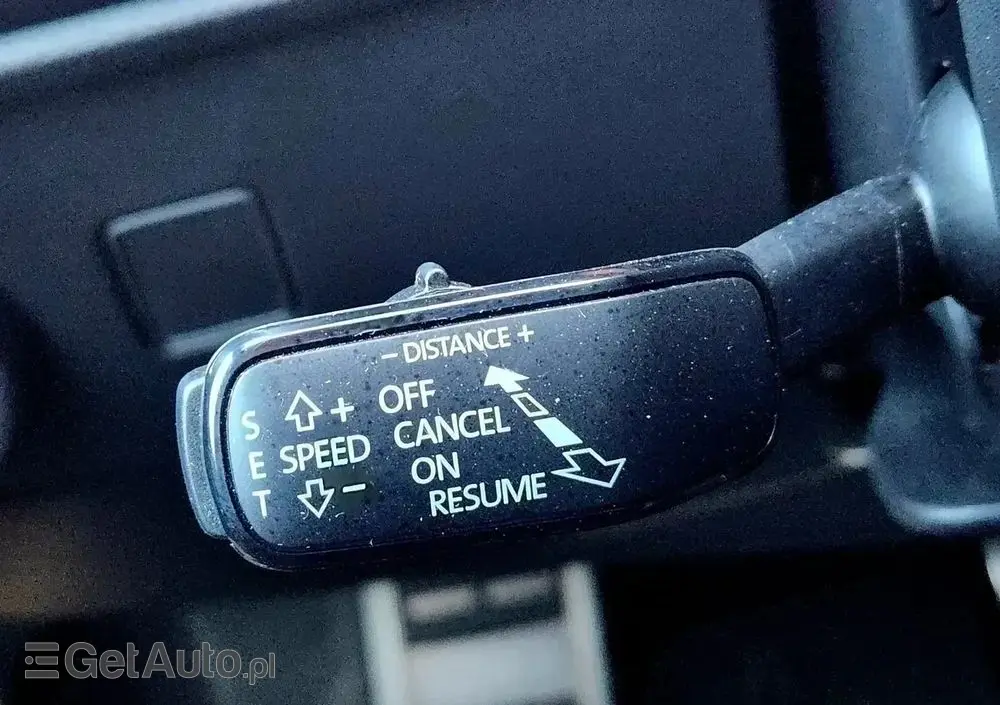 - DISTANCE +
S
E
T
+
SPEED
-
OFF
CANCEL
ON
RESUME
GetAuto.pl